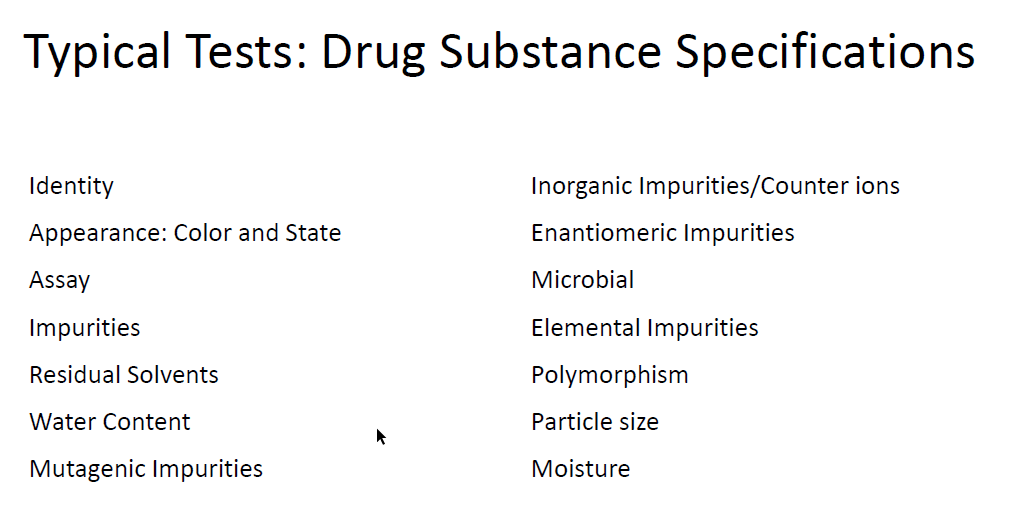 Typical Tests: Drug Substance Specifications
Identity
Appearance: Color and State
Assay
Impurities
Residual Solvents
Water Content
Mutagenic Impurities
Inorganic Impurities/Counter ions
Enantiomeric Impurities
Microbial
Elemental Impurities
Polymorphism
Particle size
Moisture